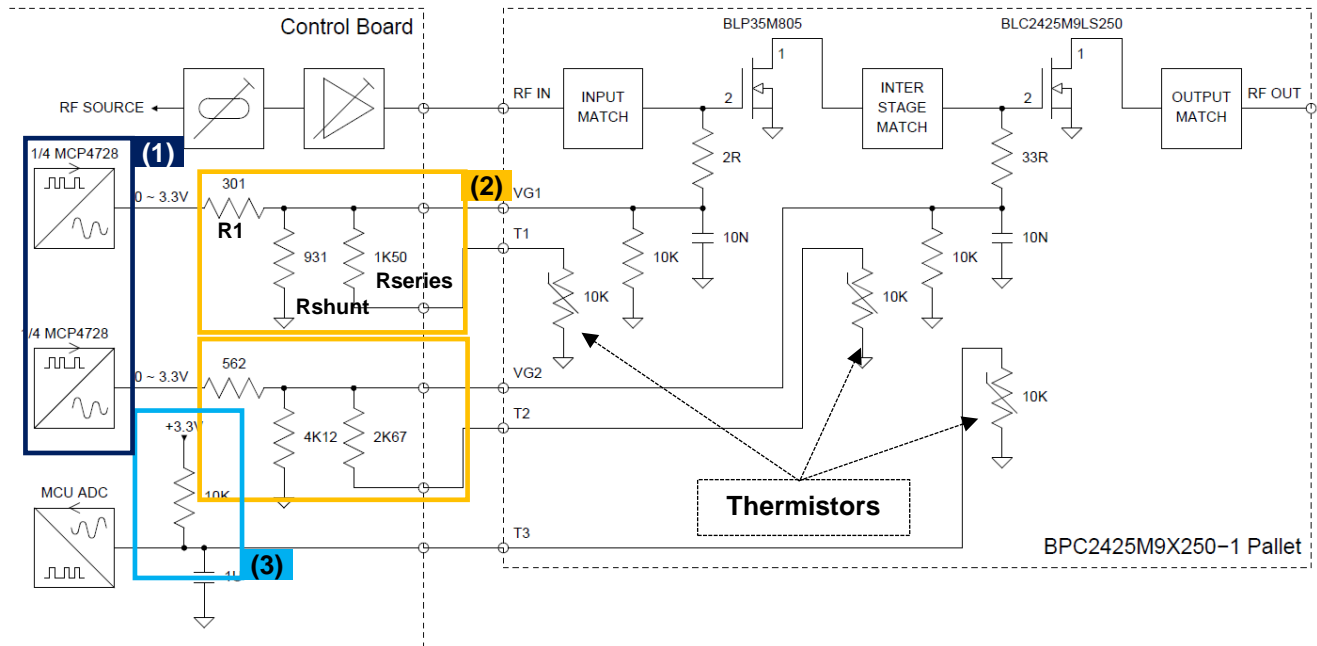 Control Board
BLP35M805
BLC2425M9LS250
RF SOURCE
RF IN
INPUT
MATCH
1
2
INTER
STAGE
MATCH
1
2
OUTPUT
MATCH
RF OUT
(1)
1/4 MCP4728
0 ~ 3.3V
301
R1
(2)
VG1
2R
33R
931
1K50
Rseries
Rshunt
T1
10K
10K
10N
10K
10K
10N
1/4 MCP4728
0 ~ 3.3V
562
VG2
4K12
2K67
T2
10K
+3.3V
10K
MCU ADC
Thermistors
T3
(3)
1U
BPC2425M9X250-1 Pallet